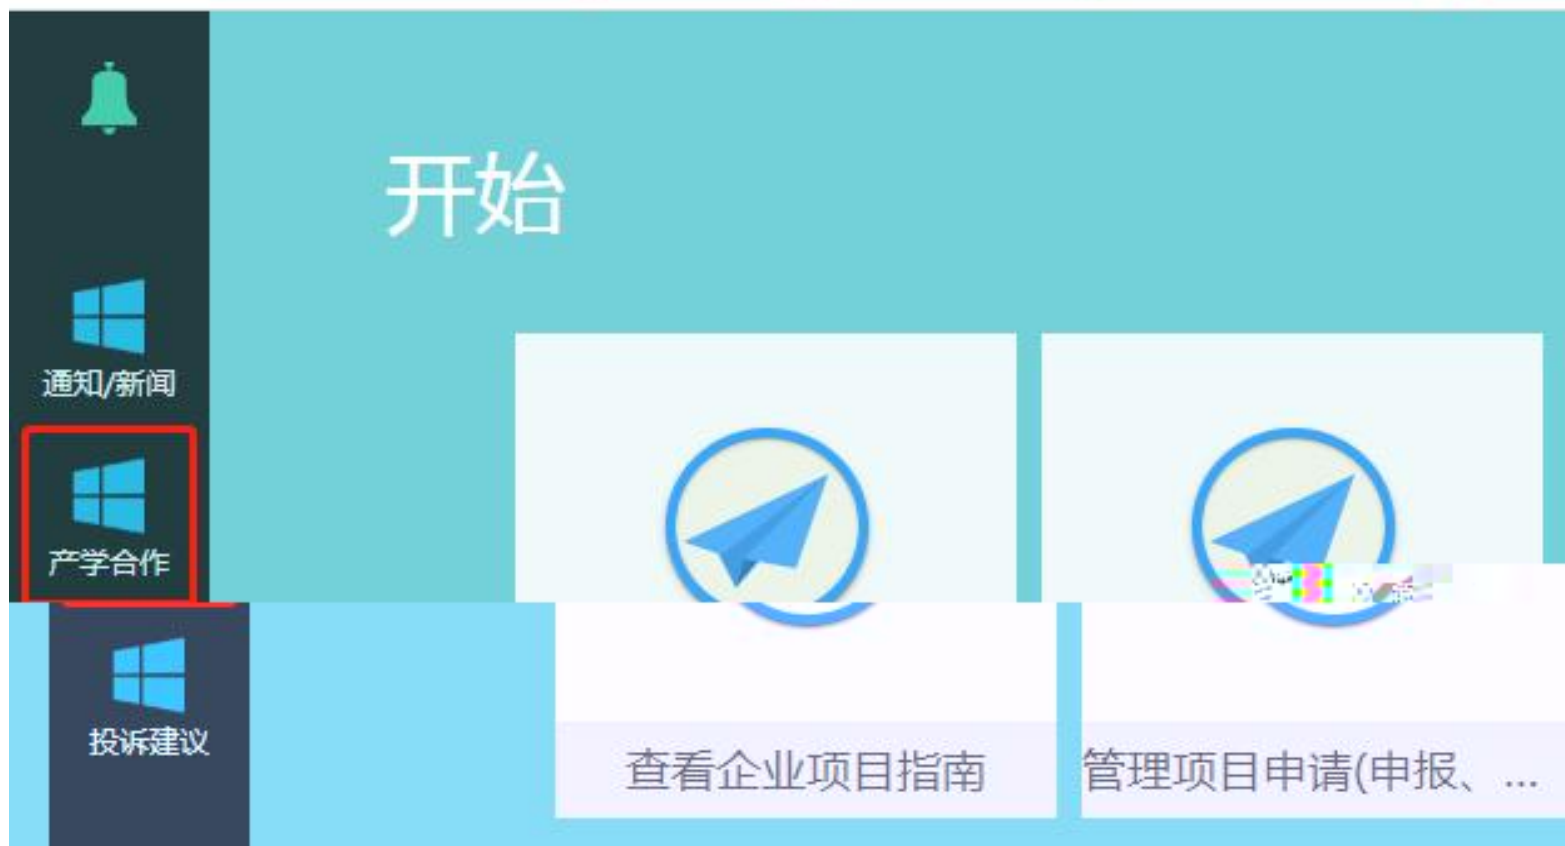 开始
通知/新闻
产学合作
投诉建议
查看企业项目指南
管理项目申请(申报、...